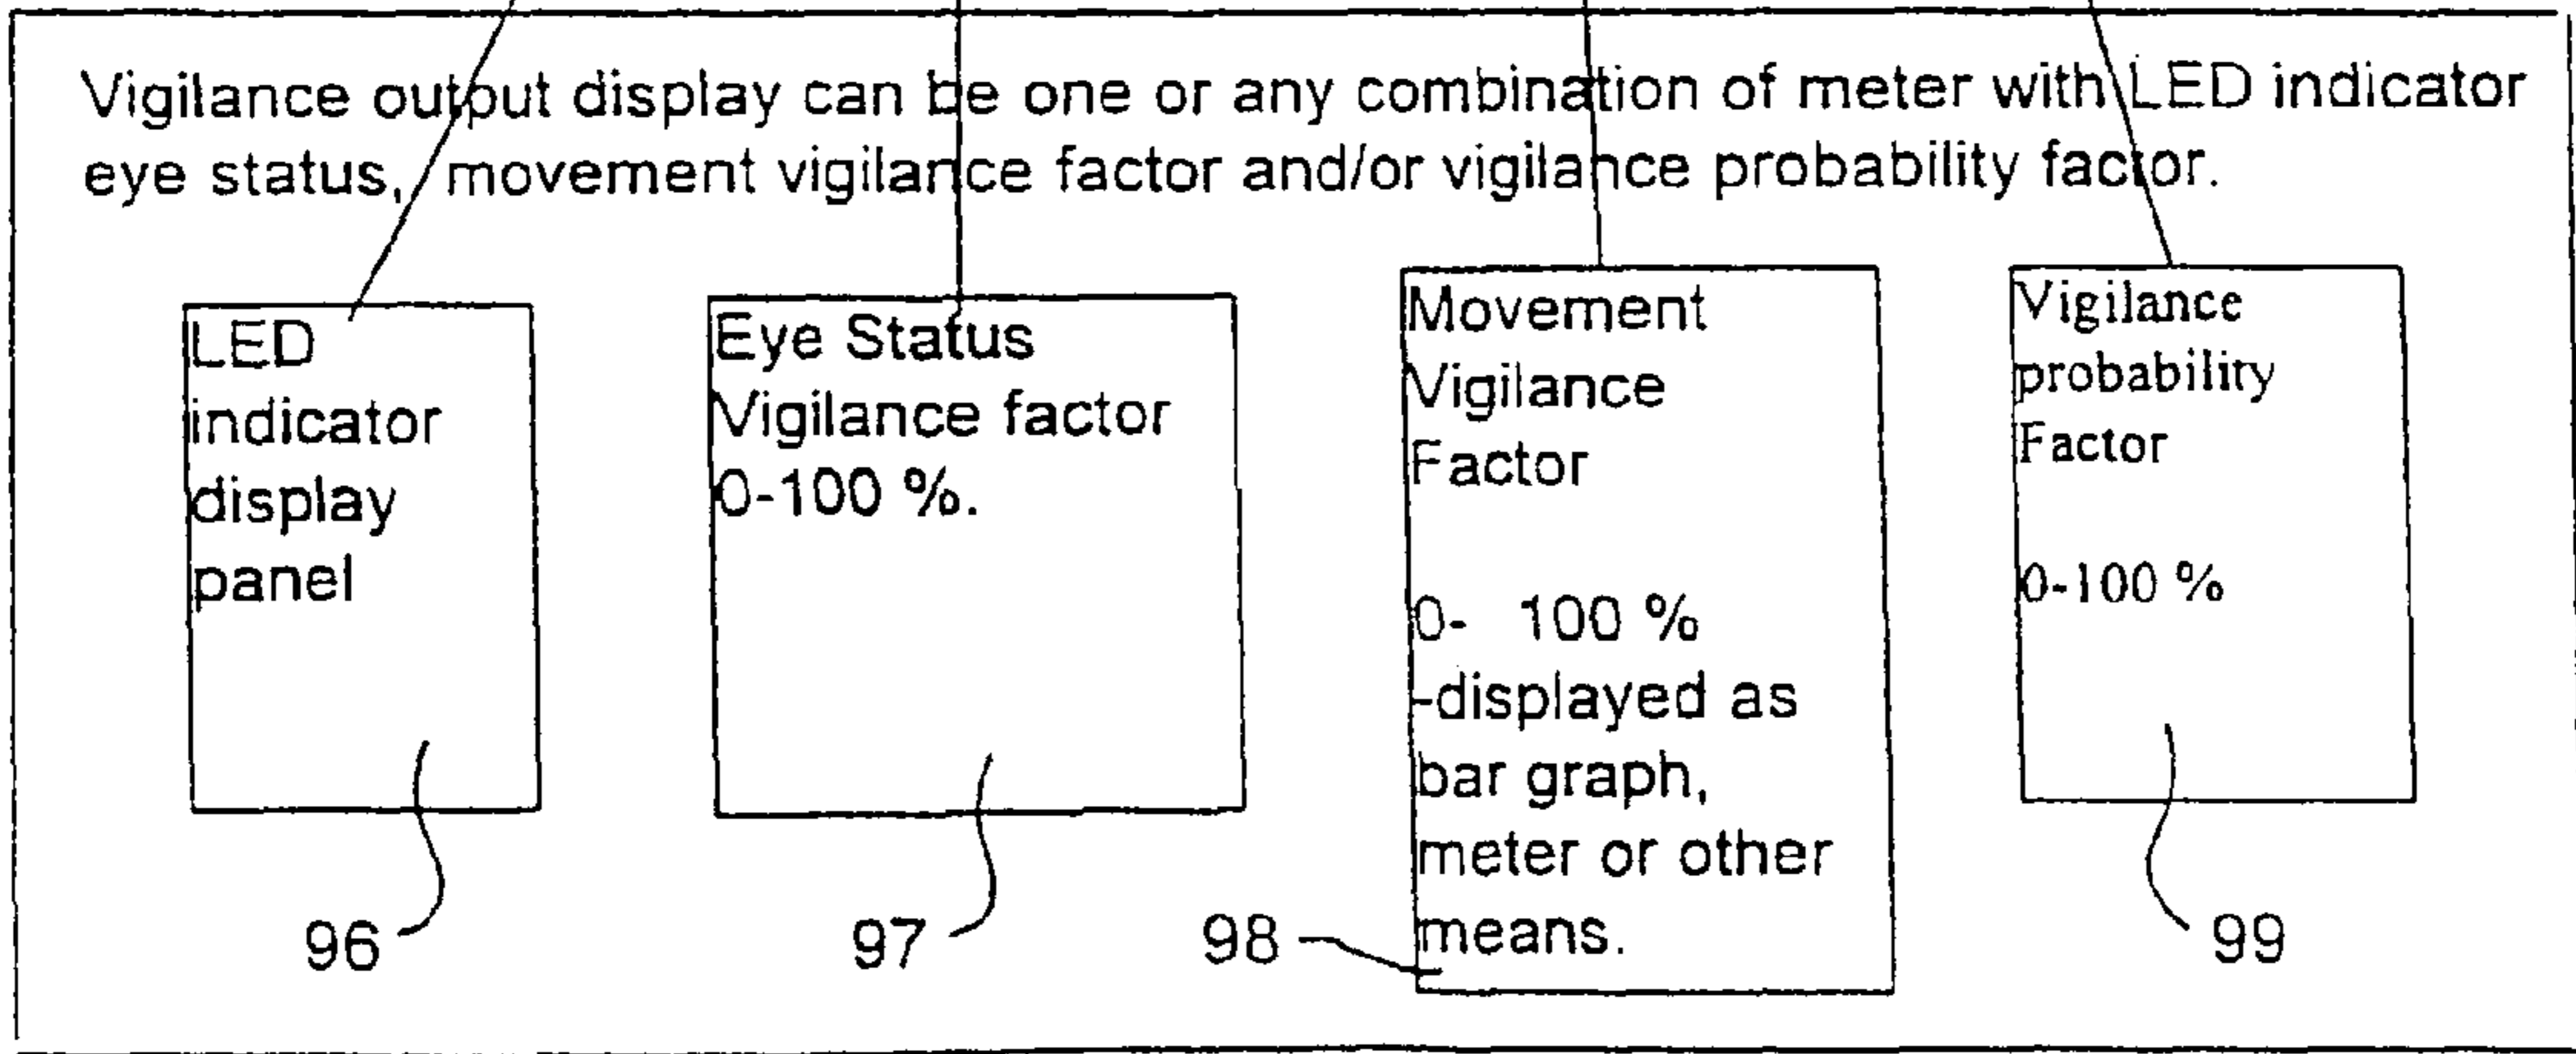 Vigilance output display can be one or any combination of meter with LED indicator
eye status, movement vigilance factor and/or vigilance probability factor.
LED
indicator
display
panel
96
Eye Status
Vigilance factor
0-100 %.
97
Movement
Vigilance
Factor
0- 100 %
-displayed as
bar graph,
meter or other
means.
98
Vigilance
probability
Factor
0-100 %
99